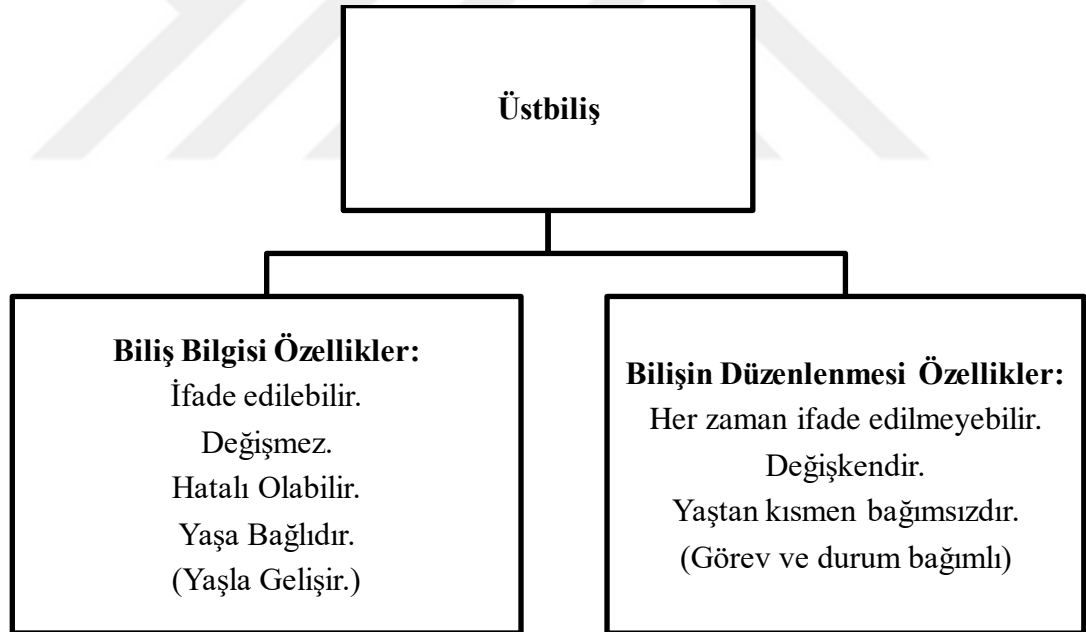 Üstbiliş
Biliş Bilgisi Özellikler:
İfade edilebilir.
Değişmez.
Hatalı Olabilir.
Yaşa Bağlıdır.
(Yaşla Gelişir.)
Bilişin Düzenlenmesi Özellikler:
Her zaman ifade edilmeyebilir.
Değişkendir.
Yaştan kısmen bağımsızdır.
(Görev ve durum bağımlı)